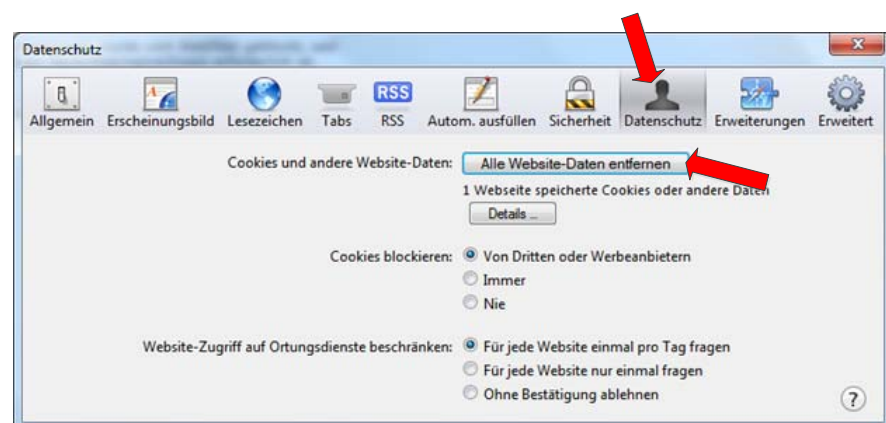 Datenschutz
RSS
Allgemein Erscheinungsbild Lesezeichen Tabs RSS Autom. ausfüllen Sicherheit Datenschutz Erweiterungen Erweitert
Cookies und andere Website-Daten: Alle Website-Daten entfernen
1 Webseite speicherte Cookies oder andere Daten
Details ...
Cookies blockieren: Von Dritten oder Werbeanbietern
Immer
Nie
Website-Zugriff auf Ortungsdienste beschränken: Für jede Website einmal pro Tag fragen
Für jede Website nur einmal fragen
Ohne Bestätigung ablehnen
?